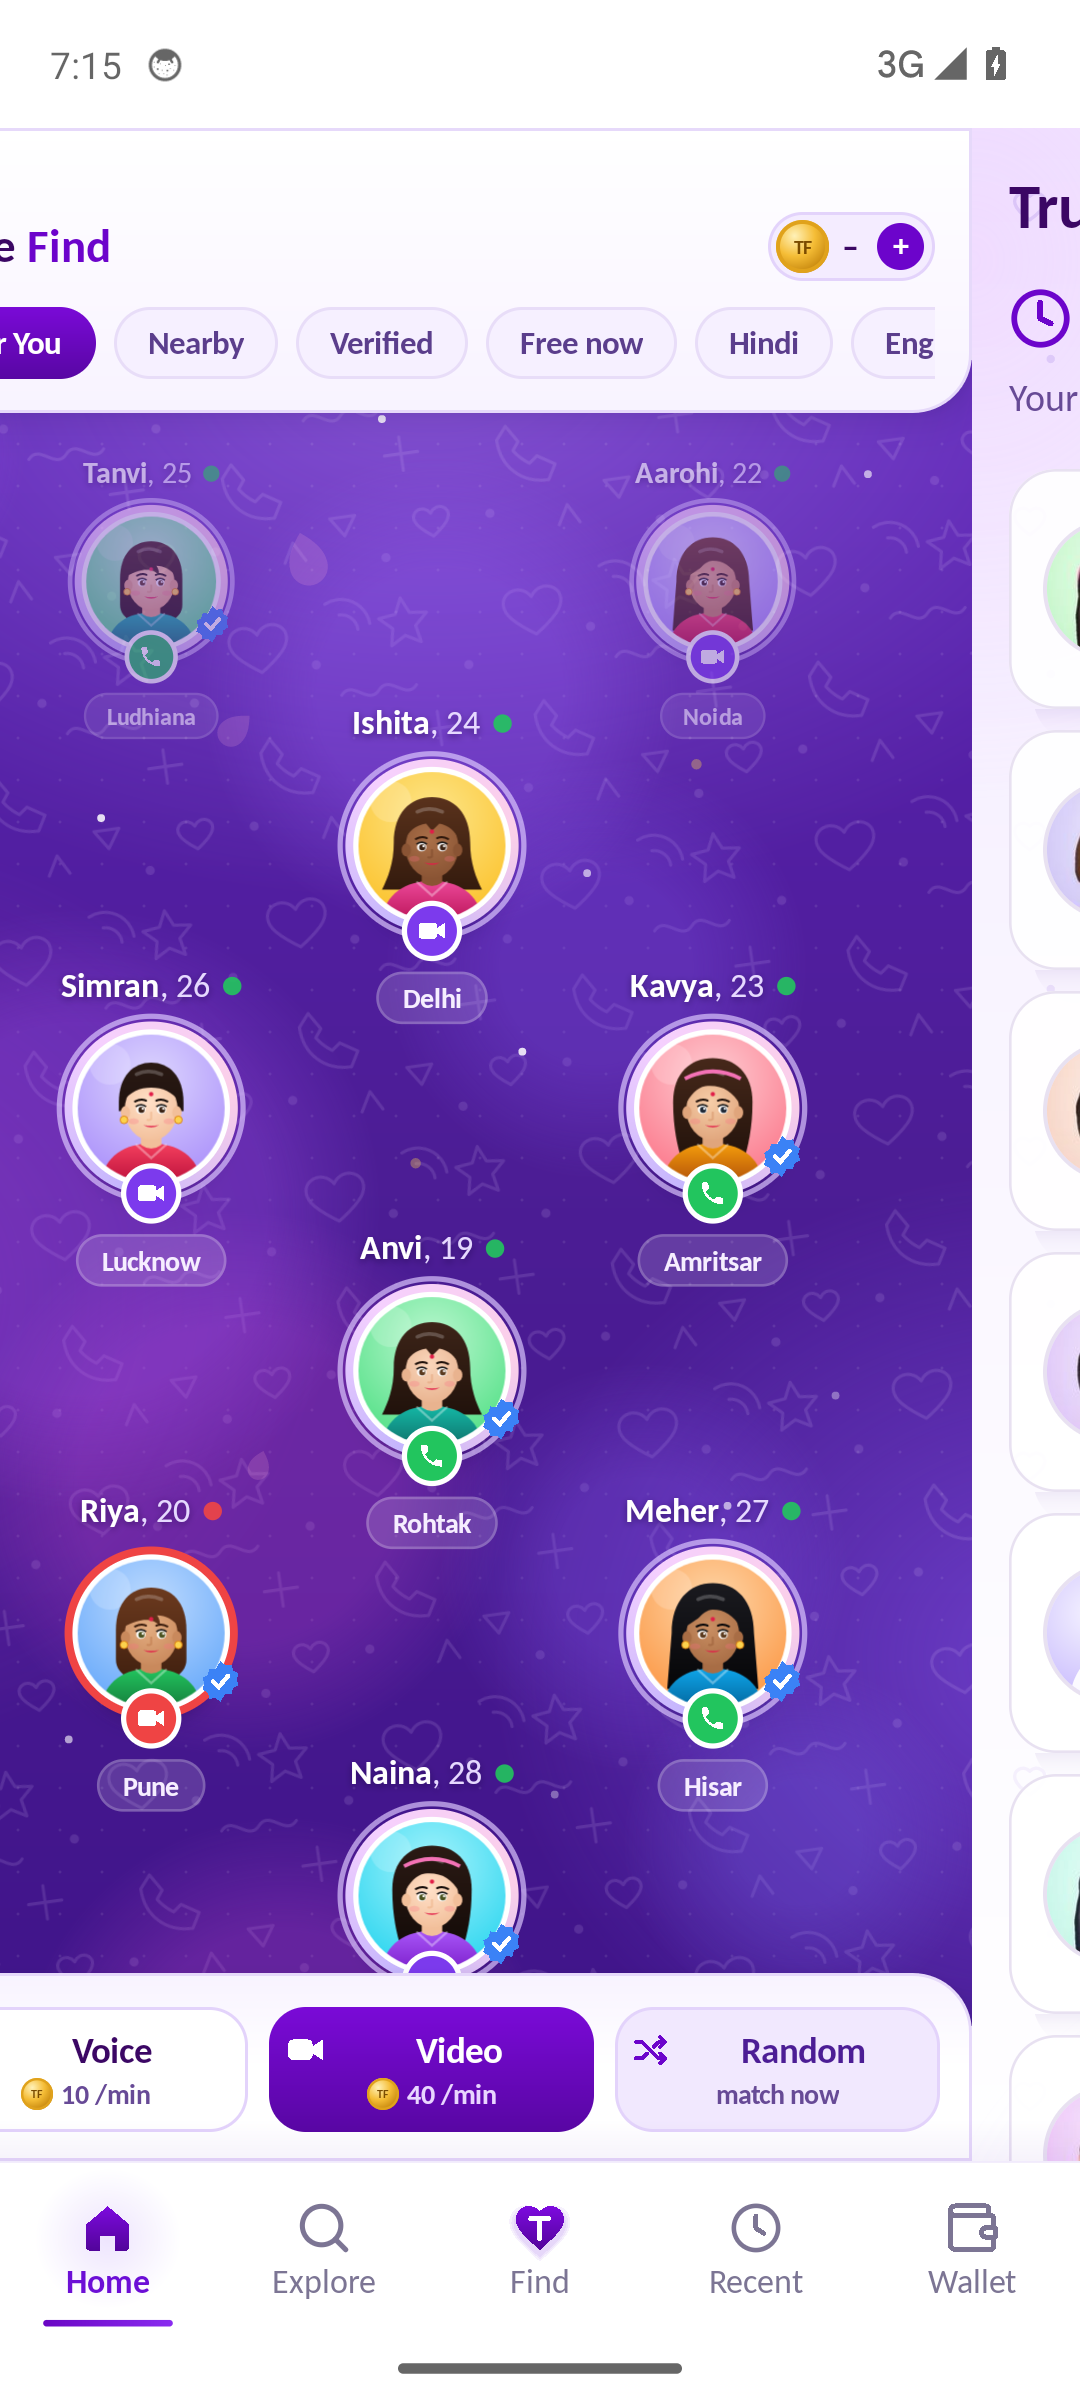 7:15
3G
e Find
TF
-
+
r You
Nearby
Verified
Free now
Hindi
Eng
Tru
Your
Tanvi, 25
Aarohi, 22
Ludhiana
Noida
Ishita, 24
Delhi
Simran, 26
Kavya, 23
Lucknow
Amritsar
Anvi, 19
Rohtak
Riya, 20
Meher, 27
Pune
Hisar
Naina, 28
Voice
TF 10 /min
Video
TF 40 /min
Random
match now
Home
Explore
T
Find
Recent
Wallet